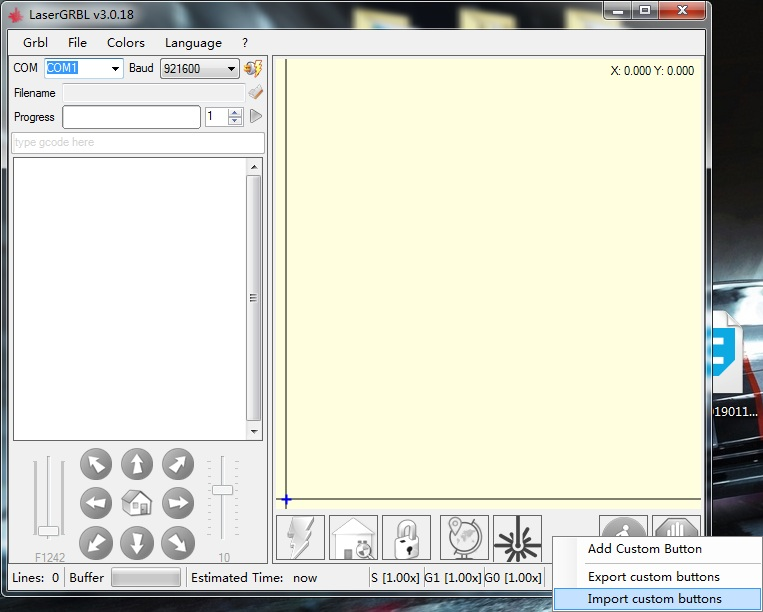 LaserGRBL v3.0.18
Grbl File Colors Language ?
COM COM1 Baud 921600
X: 0.000 Y: 0.000
Filename
Progress 1
type gcode here
19011...
F1242
10
Add Custom Button
Lines: 0 Buffer Estimated Time: now S [1.00x] G1 [1.00x] G0 [1.00x]
Export custom buttons
Import custom buttons